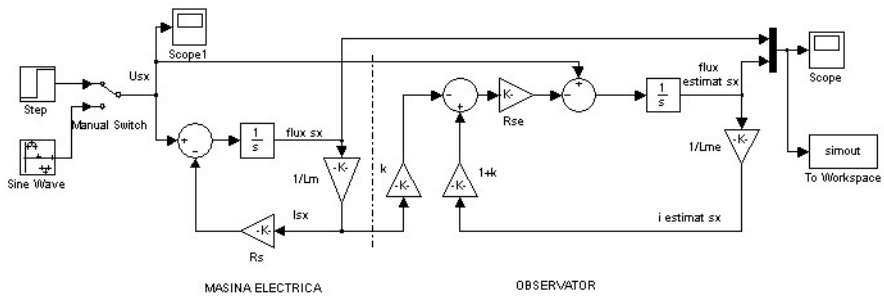 Scope1
Usx
Step
Manual Switch
Sine Wave
+
-
1
s
flux sx
-K-
1/Lm
Isx
-K-
Rs
k
-K-
-
+
K-
Rse
+
-
1
s
flux
estimat sx
-K-
1+k
-K-
1/Lme
i estimat sx
Scope
simout
To Workspace
MASINA ELECTRICA
OBSERVATOR